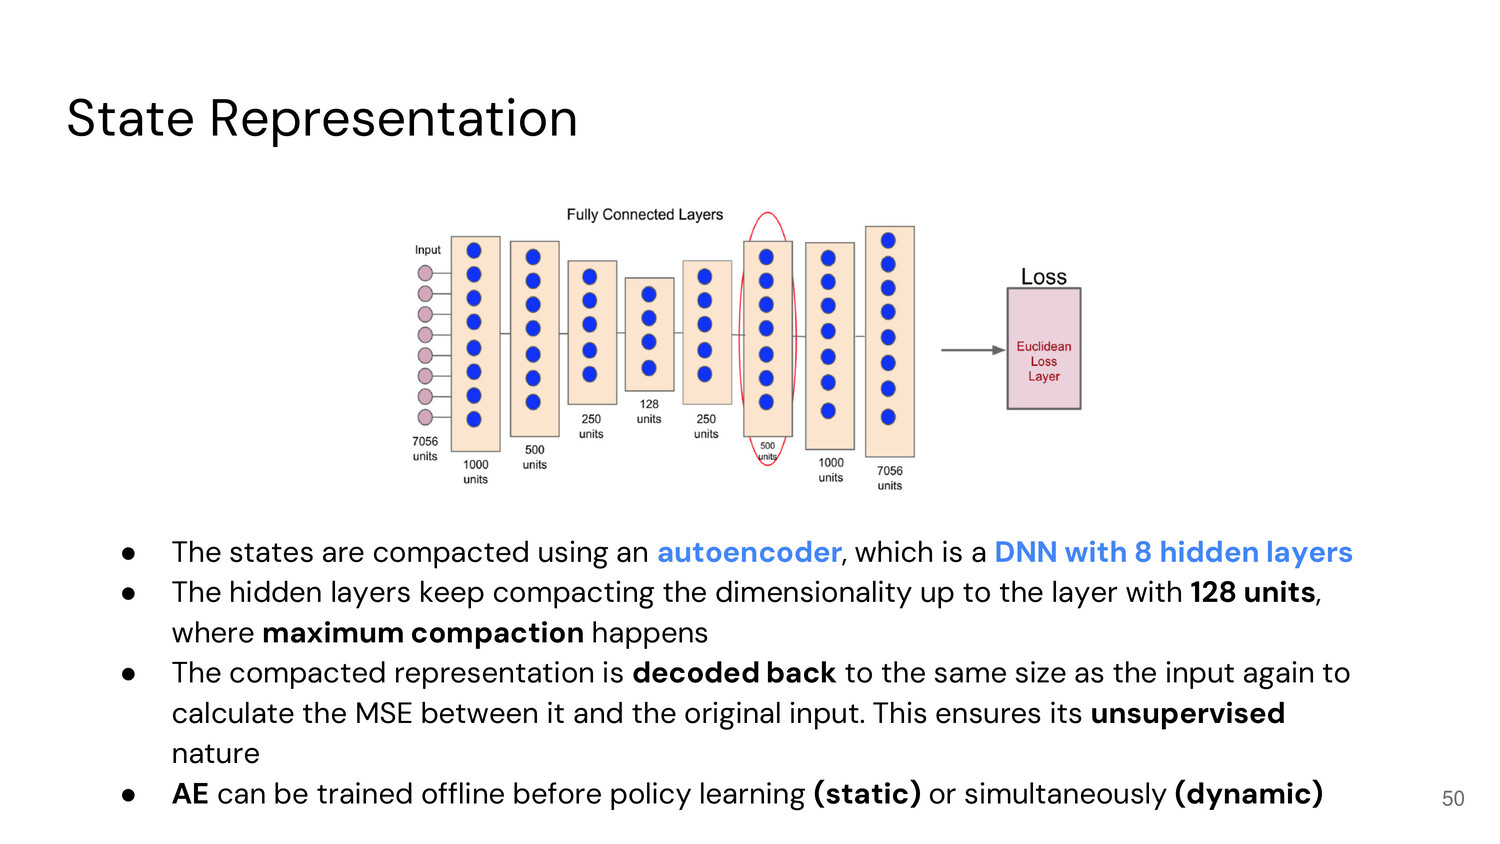 State Representation
Fully Connected Layers
Input
7056
units
1000
units
500
units
250
units
128
units
250
units
500
units
1000
units
7056
units
Loss
Euclidean
Loss
Layer
● The states are compacted using an autoencoder, which is a DNN with 8 hidden layers
● The hidden layers keep compacting the dimensionality up to the layer with 128 units,
where maximum compaction happens
● The compacted representation is decoded back to the same size as the input again to
calculate the MSE between it and the original input. This ensures its unsupervised
nature
● AE can be trained offline before policy learning (static) or simultaneously (dynamic)
50